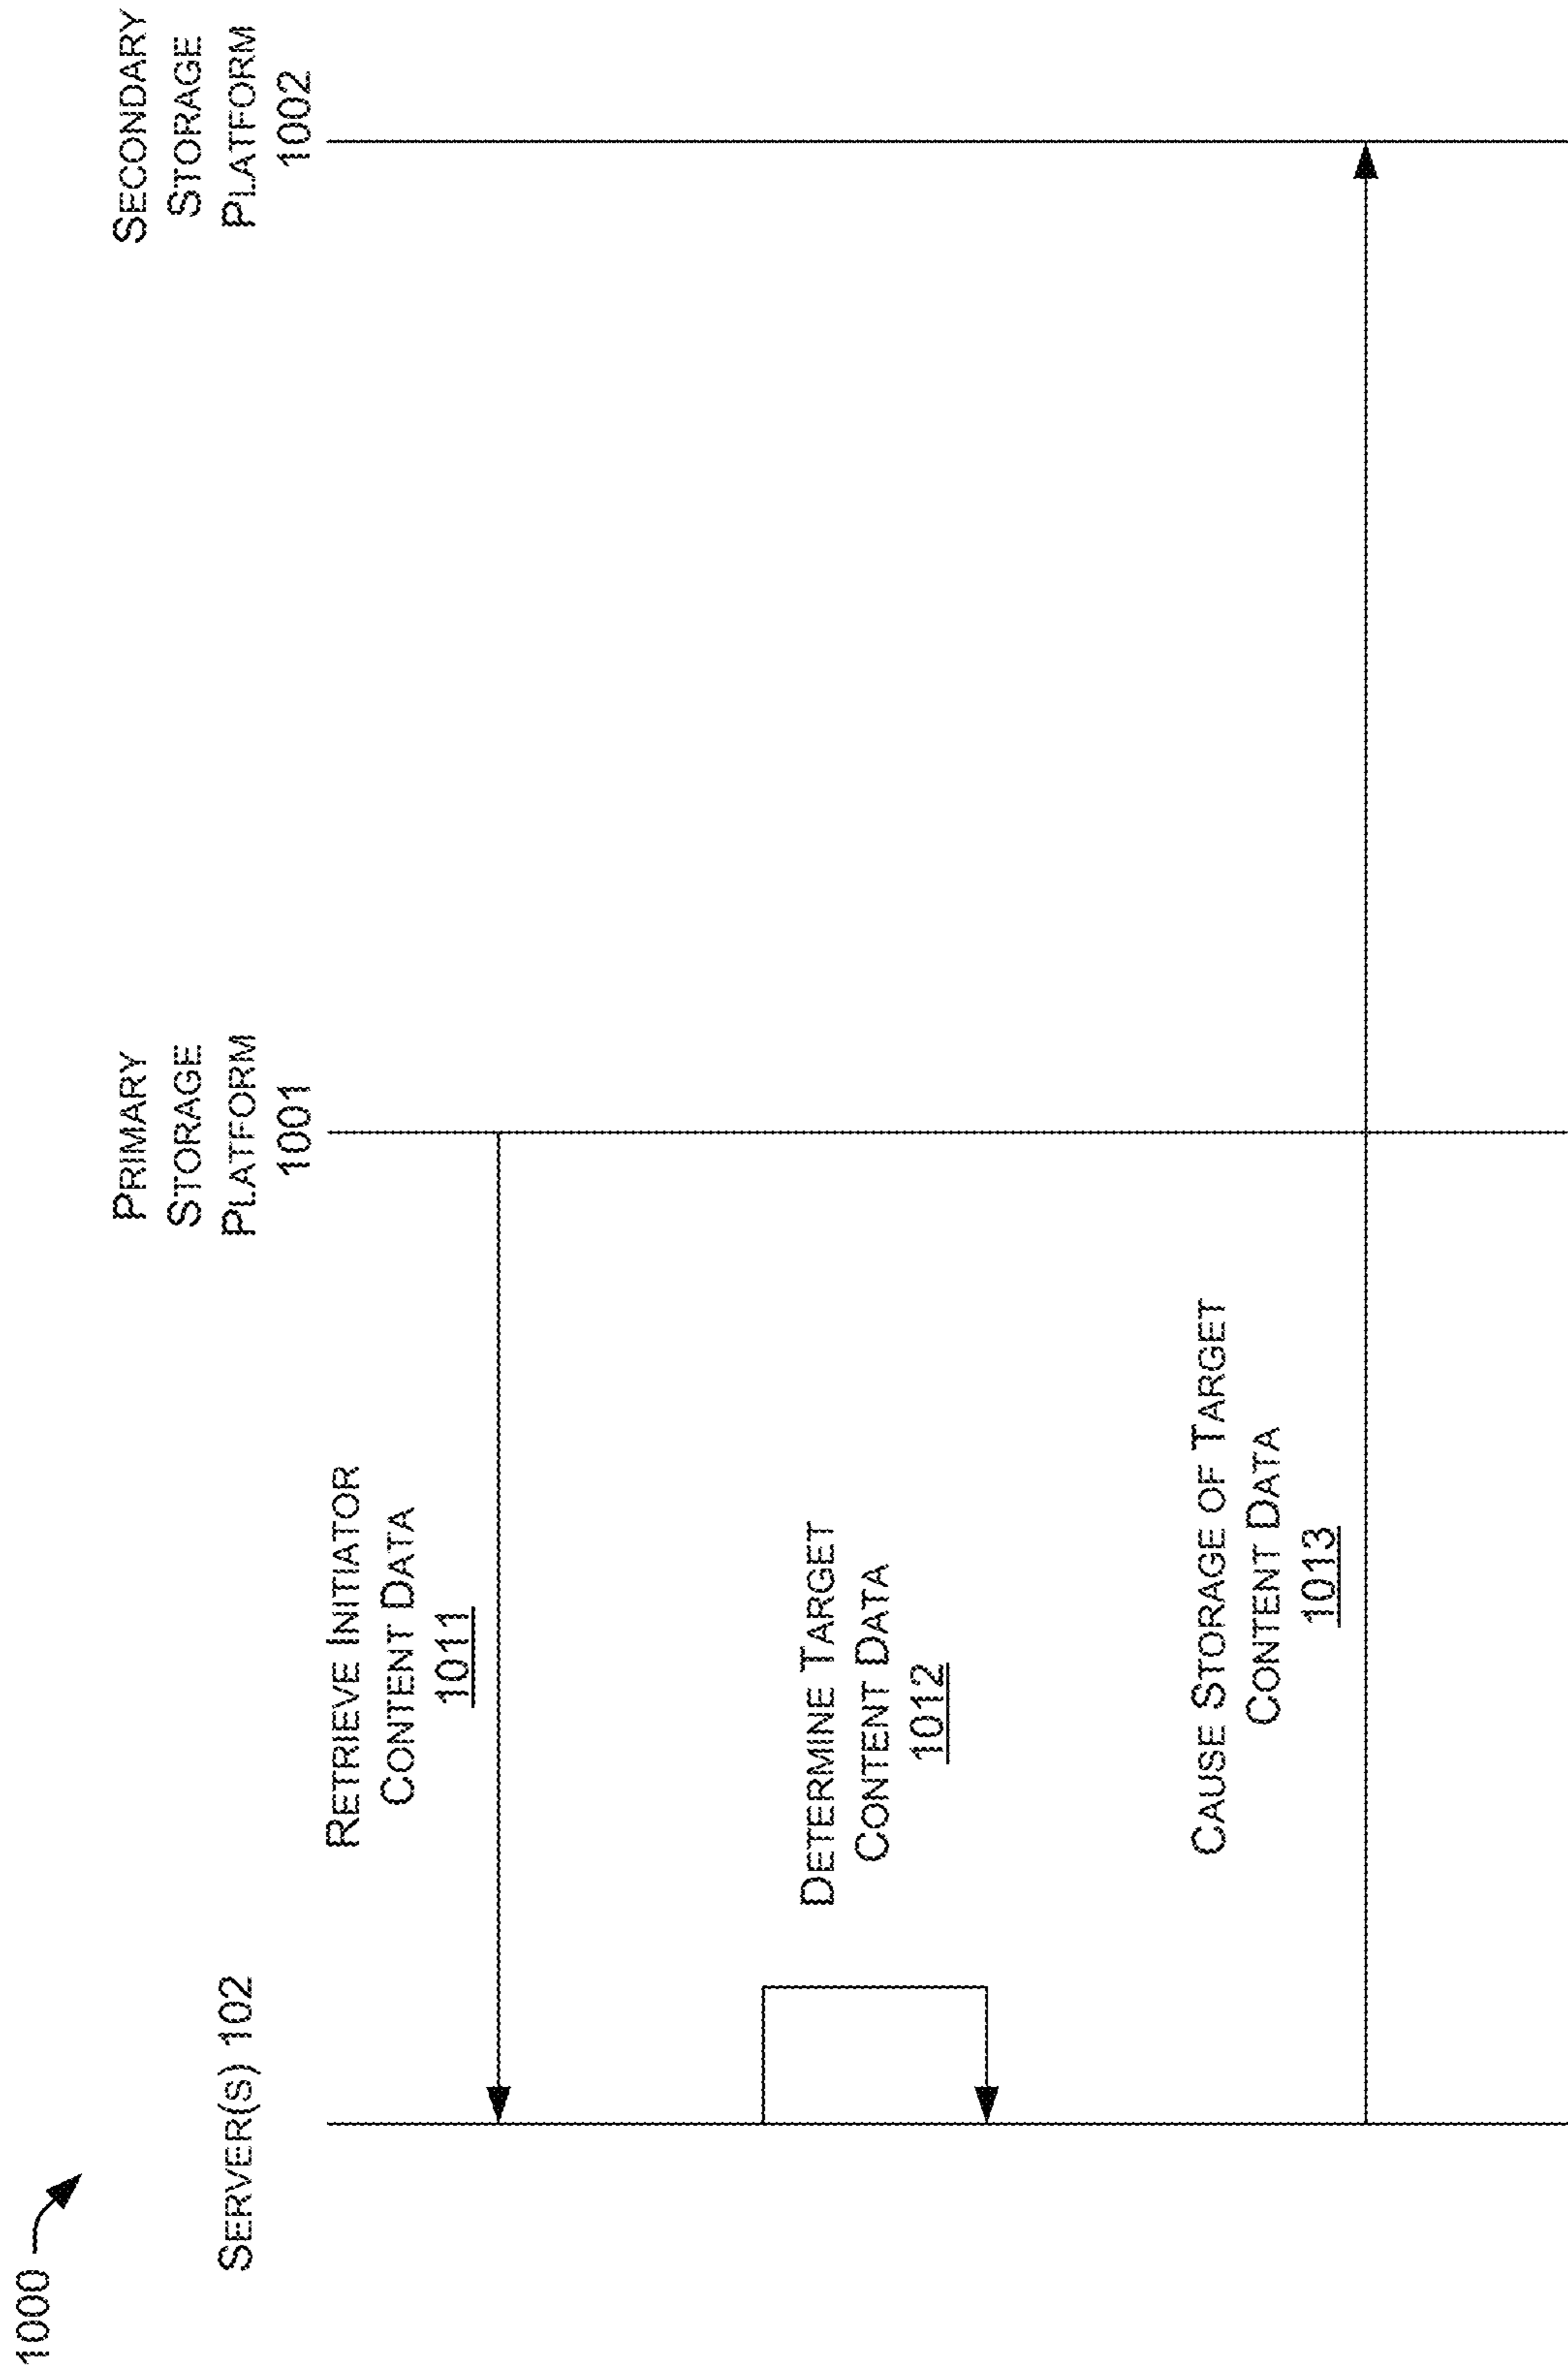 1000
SERVER(S) 102
PRIMARY
STORAGE
PLATFORM
1001
SECONDARY
STORAGE
PLATFORM
1002
RETRIEVE INITIATOR
CONTENT DATA
1011
DETERMINE TARGET
CONTENT DATA
1012
CAUSE STORAGE OF TARGET
CONTENT DATA
1013